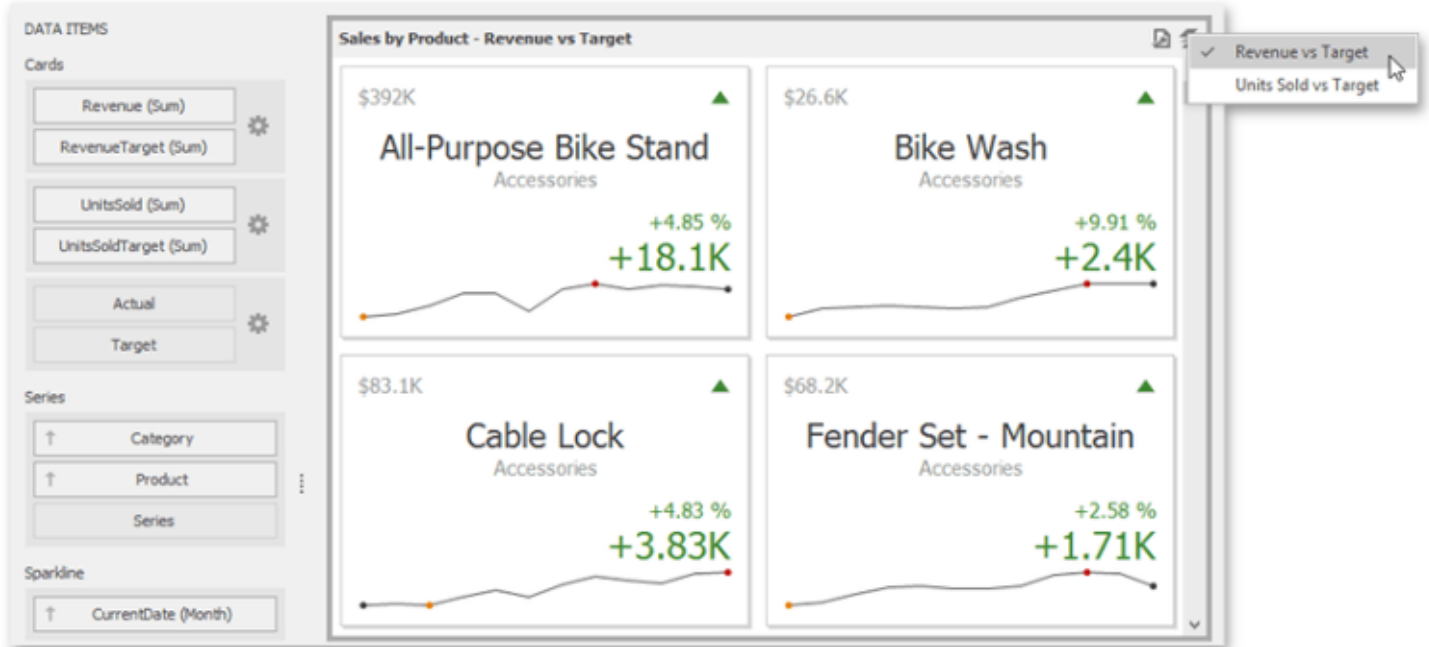 DATA ITEMS
Cards
Revenue (Sum)
RevenueTarget (Sum)
UnitsSold (Sum)
UnitsSoldTarget (Sum)
Actual
Target
Series
Category
Product
Series
Sparkline
CurrentDate (Month)
Sales by Product - Revenue vs Target
Revenue vs Target
Units Sold vs Target
$392K
All-Purpose Bike Stand
Accessories
+4.85 %
+18.1K
$26.6K
Bike Wash
Accessories
+9.91 %
+2.4K
$83.1K
Cable Lock
Accessories
+4.83 %
+3.83K
$68.2K
Fender Set - Mountain
Accessories
+2.58 %
+1.71K